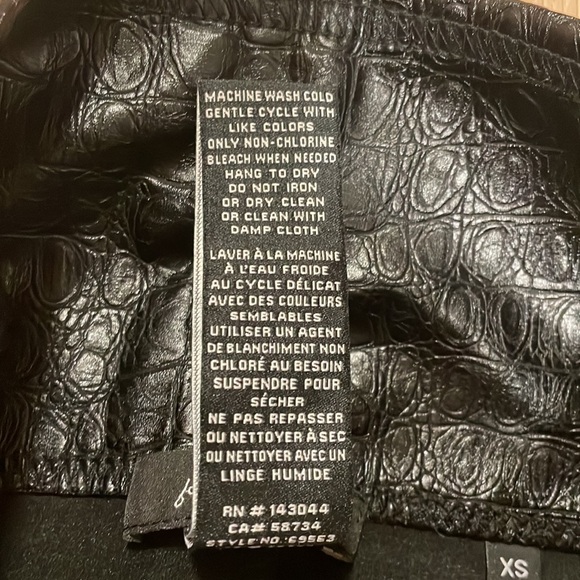 MACHINE WASH COLD
GENTLE CYCLE WITH
LIKE COLORS
ONLY NON-CHLORINE
BLEACH WHEN NEEDED
HANG TO DRY
DO NOT IRON
OR DRY CLEAN
OR CLEAN WITH
DAMP CLOTH
LAVER À LA MACHINE
À L'EAU FROIDE
AU CYCLE DÉLICAT
AVEC DES COULEURS
SEMBLABLES
UTILISER UN AGENT
DE BLANCHIMENT NON
CHLORÉ AU BESOIN
SUSPENDRE POUR
SÉCHER
NE PAS REPASSER
OU NETTOYER À SEC
OU NETTOYER AVEC UN
LINGE HUMIDE
RN # 143044
CA# 58734
STYLE NO.: 69563
XS